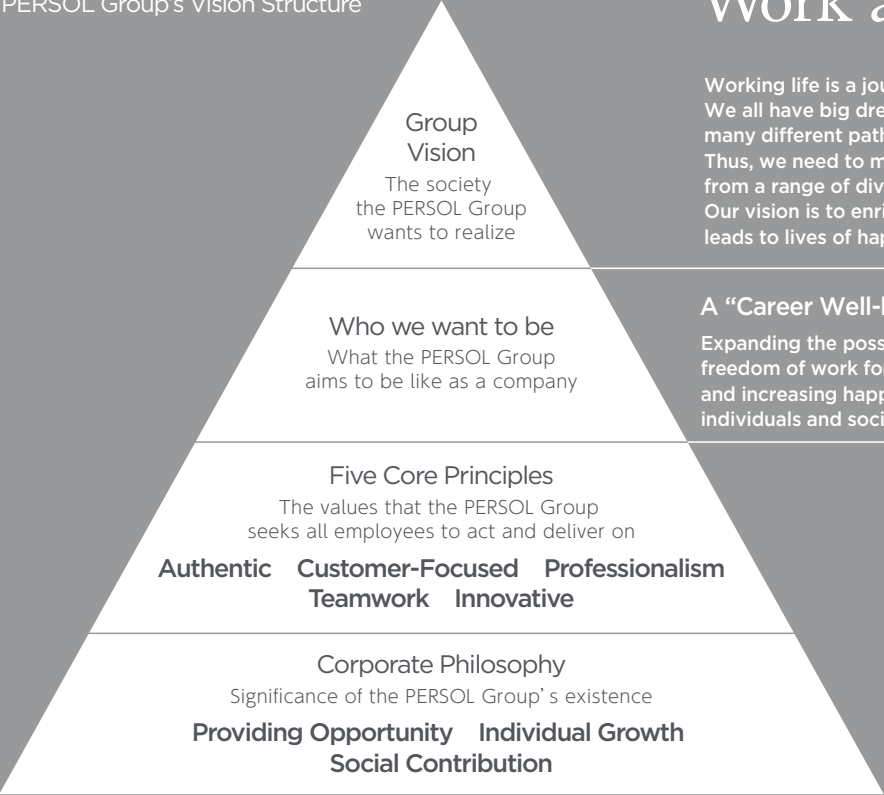 PERSOL Group's Vision Structure
Work a
Working life is a jou
We all have big dre
many different path
Thus, we need to m
from a range of div
Our vision is to enri
leads to lives of hap
Group
Vision
The society
the PERSOL Group
wants to realize
A “Career Well-
Expanding the poss
freedom of work for
and increasing happ
individuals and soci
Who we want to be
What the PERSOL Group
aims to be like as a company
Five Core Principles
The values that the PERSOL Group
seeks all employees to act and deliver on
Authentic Customer-Focused Professionalism
Teamwork Innovative
Corporate Philosophy
Significance of the PERSOL Group’ s existence
Providing Opportunity Individual Growth
Social Contribution